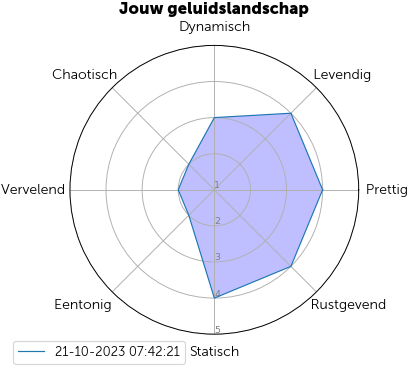 Jouw geluidslandschap
Dynamisch
Chaotisch
Levendig
Vervelend
1
Prettig
2
3
4
Eentonig
Rustgevend
5
21-10-2023 07:42:21
Statisch